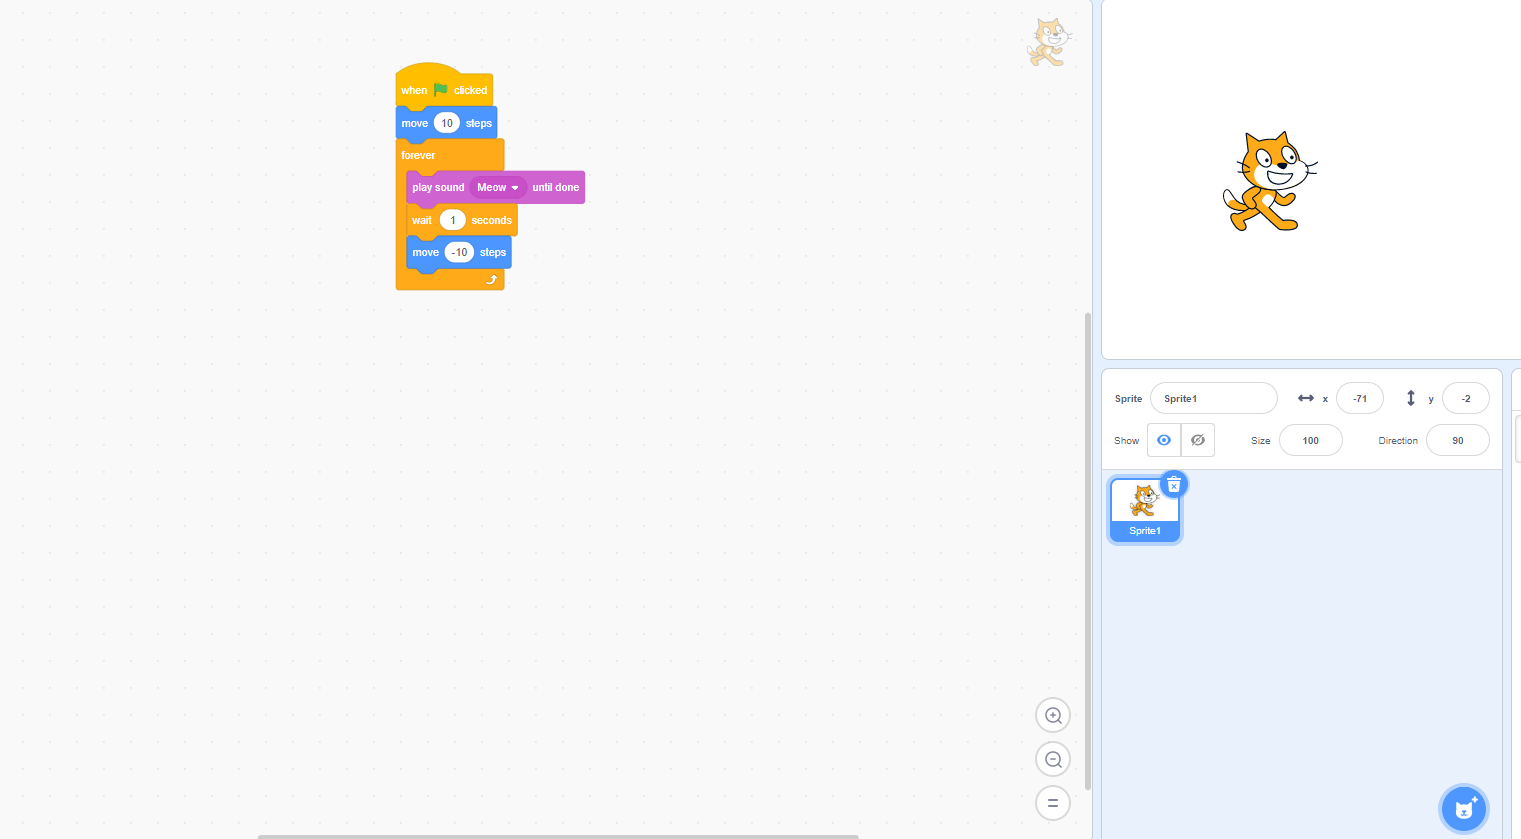 when clicked
move 10 steps
forever
play sound Meow until done
wait 1 seconds
move -10 steps
Sprite Sprite1 x -71 y -2
Show Size 100 Direction 90
Sprite1